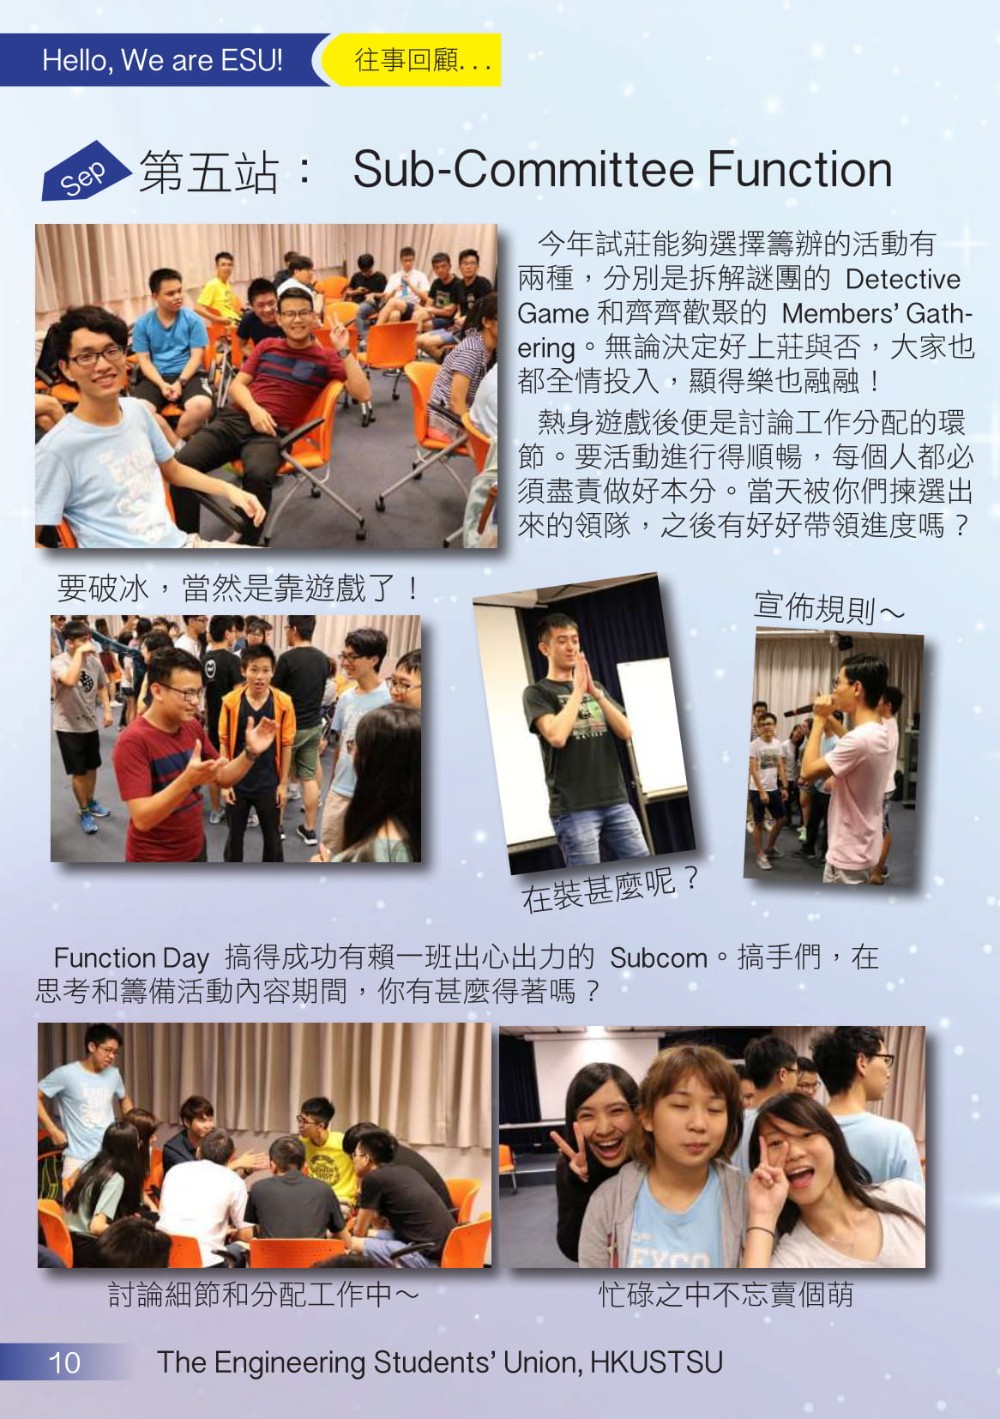 Hello, We are ESU!
往事回顧...
Sep
第五站： Sub-Committee Function
今年試莊能夠選擇籌辦的活動有
兩種，分別是拆解謎團的 Detective
Game 和齊齊歡聚的 Members' Gath-
ering。無論決定好上莊與否，大家也
都全情投入，顯得樂也融融！
熱身遊戲後便是討論工作分配的環
節。要活動進行得順暢，每個人都必
須盡責做好本分。當天被你們揀選出
來的領隊，之後有好好帶領進度嗎？
要破冰，當然是靠遊戲了！
宣佈規則～
在裝甚麼呢？
Function Day 搞得成功有賴一班出心出力的 Subcom。搞手們，在
思考和籌備活動內容期間，你有甚麼得著嗎？
EXCO
討論細節和分配工作中～
忙碌之中不忘賣個萌
10
The Engineering Students' Union, HKUSTSU